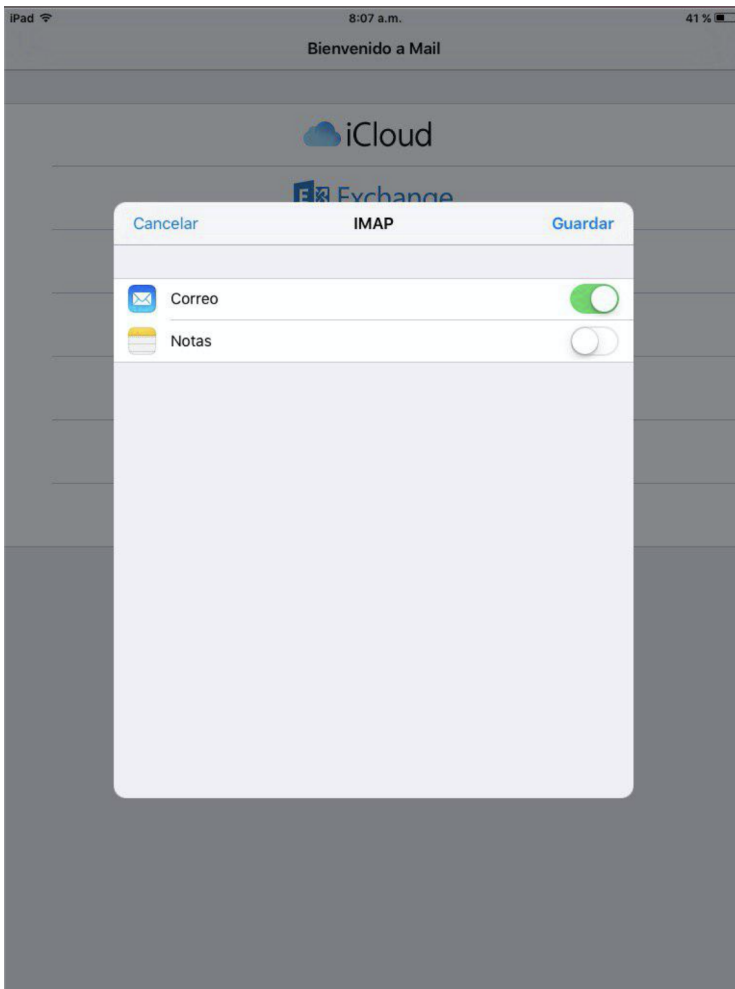 iPad 8:07 a.m. 41 %
Bienvenido a Mail
iCloud
Exchange
Cancelar IMAP Guardar
Correo
Notas